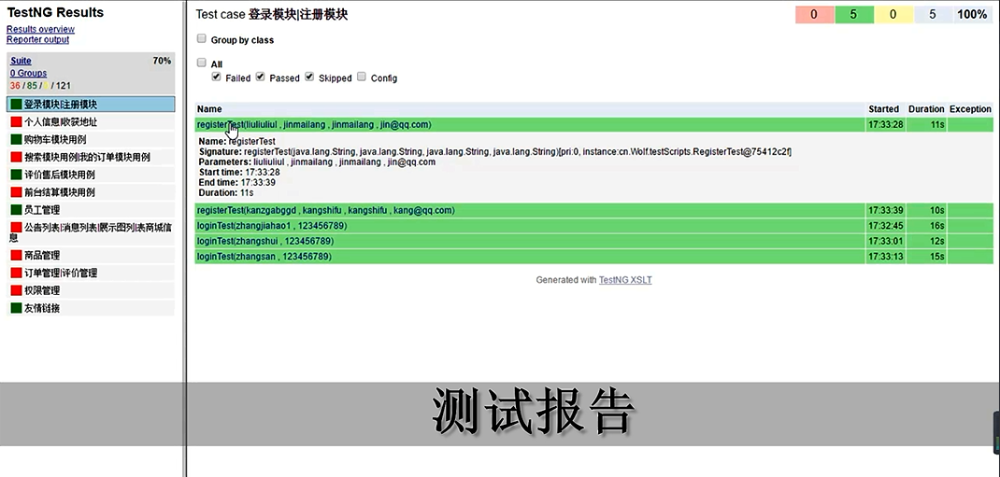 TestNG Results
Results overview
Reporter output
Suite 70%
0 Groups
36 / 85 / / 121
登录模块|注册模块
个人信息|收获地址
购物车模块用例
搜索模块用例|我的订单模块用例
评价售后模块用例
前台结算模块用例
员工管理
公告列表|消息列表|展示图列|表商城信
息
商品管理
订单管理|评价管理
权限管理
友情链接
Test case 登录模块|注册模块
0 5 0 5 100%
Group by class
All
Failed Passed Skipped Config
Name Started Duration Exception
registerTest(liuliuliul , jinmailang , jinmailang , jin@qq.com) 17:33:28 11s
Name: registerTest
Signature: registerTest(java.lang.String, java.lang.String, java.lang.String, java.lang.String)[pri:0, instance:cn.Wolf.testScripts.RegisterTest@75412c2f]
Parameters: liuliuliul , jinmailang , jinmailang , jin@qq.com
Start time: 17:33:28
End time: 17:33:39
Duration: 11s
registerTest(kanzgabggd , kangshifu , kangshifu , kang@qq.com) 17:33:39 10s
loginTest(zhangjiahao1 , 123456789) 17:32:45 16s
loginTest(zhangshui , 123456789) 17:33:01 12s
loginTest(zhangsan , 123456789) 17:33:13 15s
Generated with TestNG XSLT
测试报告